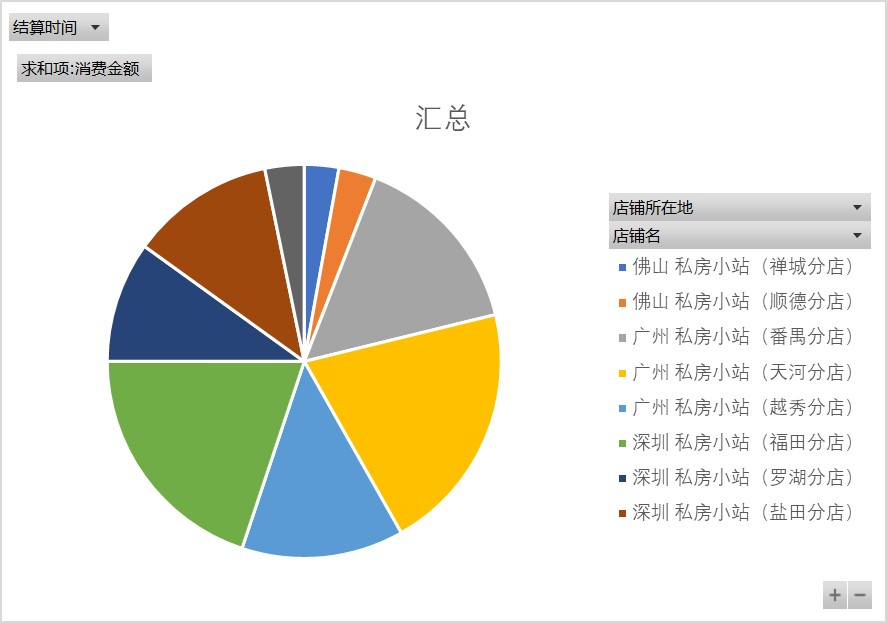 结算时间
求和项:消费金额
汇总
店铺所在地
店铺名
佛山 私房小站（禅城分店）
佛山 私房小站（顺德分店）
广州 私房小站（番禺分店）
广州 私房小站（天河分店）
广州 私房小站（越秀分店）
深圳 私房小站（福田分店）
深圳 私房小站（罗湖分店）
深圳 私房小站（盐田分店）